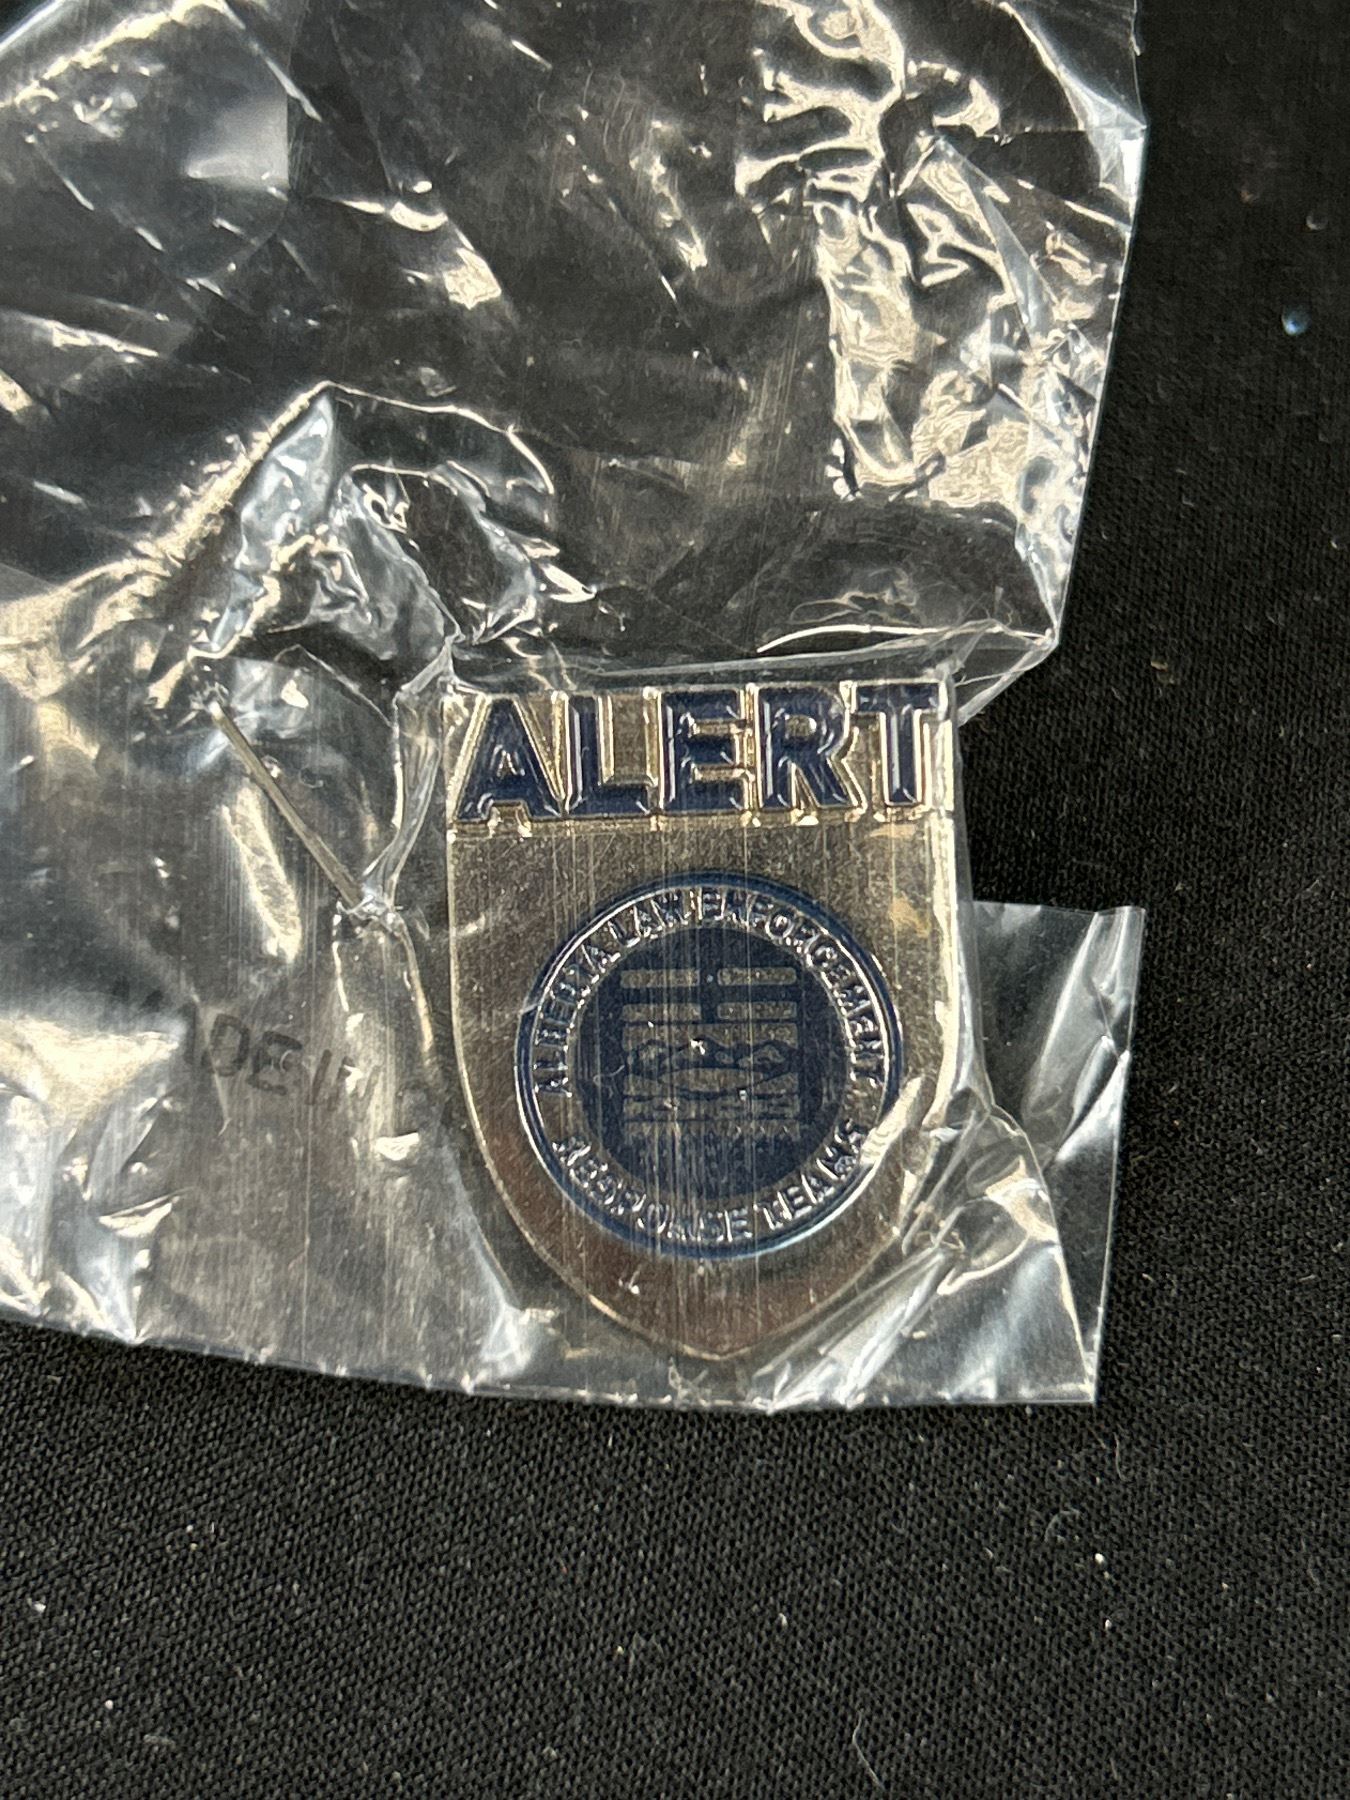 ALERT
ALBERTA LAW ENFORCEMENT
RESPONSE TEAMS